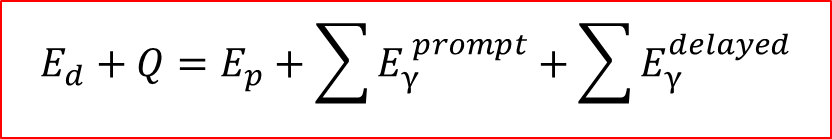 E_d + Q = E_p + ∑ E_γ^{prompt} + ∑ E_γ^{delayed}